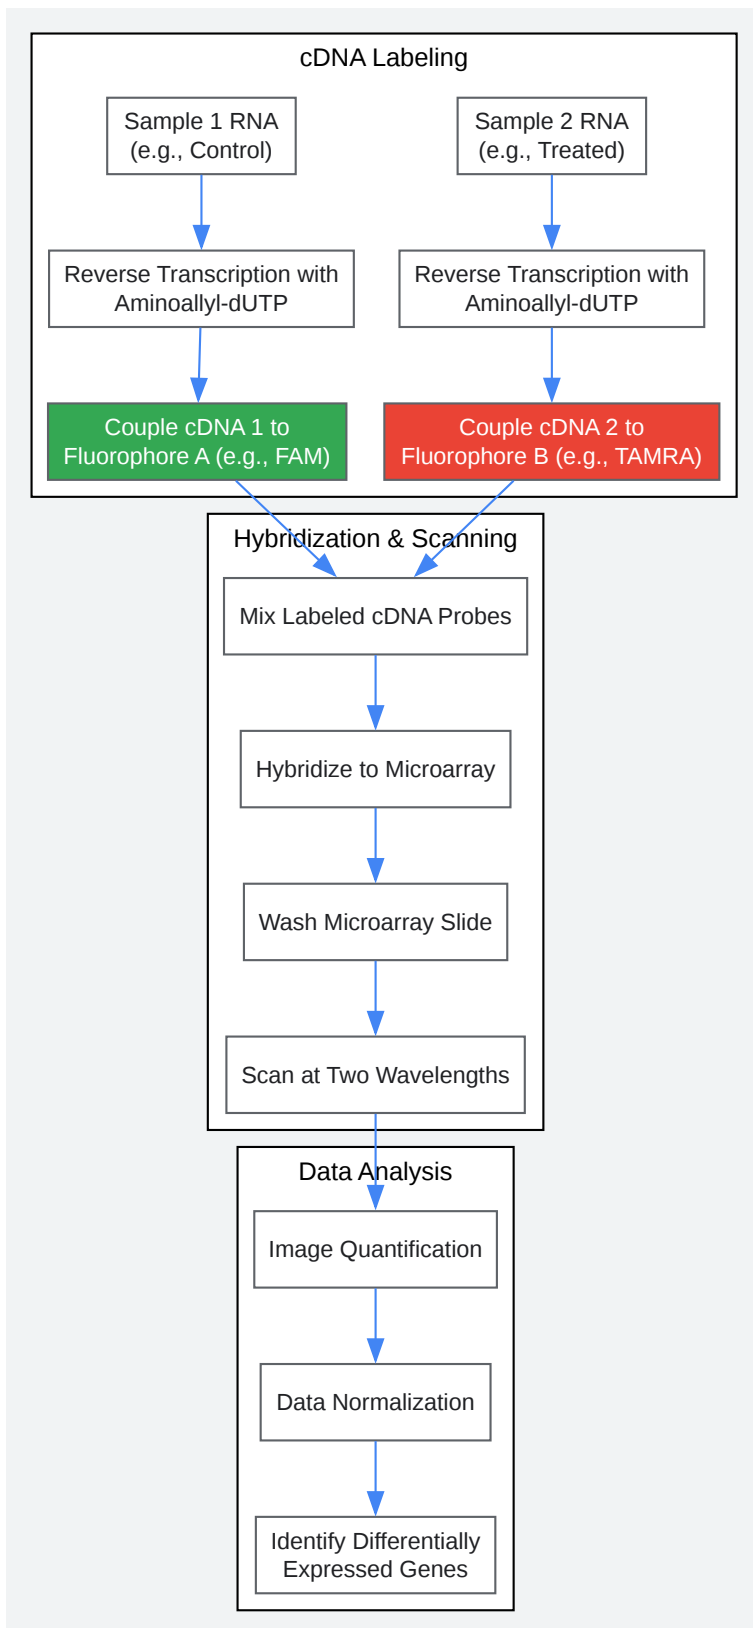 cDNA Labeling
Sample 1 RNA
(e.g., Control)
Sample 2 RNA
(e.g., Treated)
Reverse Transcription with
Aminoallyl-dUTP
Reverse Transcription with
Aminoallyl-dUTP
Couple cDNA 1 to
Fluorophore A (e.g., FAM)
Couple cDNA 2 to
Fluorophore B (e.g., TAMRA)
Hybridization & Scanning
Mix Labeled cDNA Probes
Hybridize to Microarray
Wash Microarray Slide
Scan at Two Wavelengths
Data Analysis
Image Quantification
Data Normalization
Identify Differentially
Expressed Genes